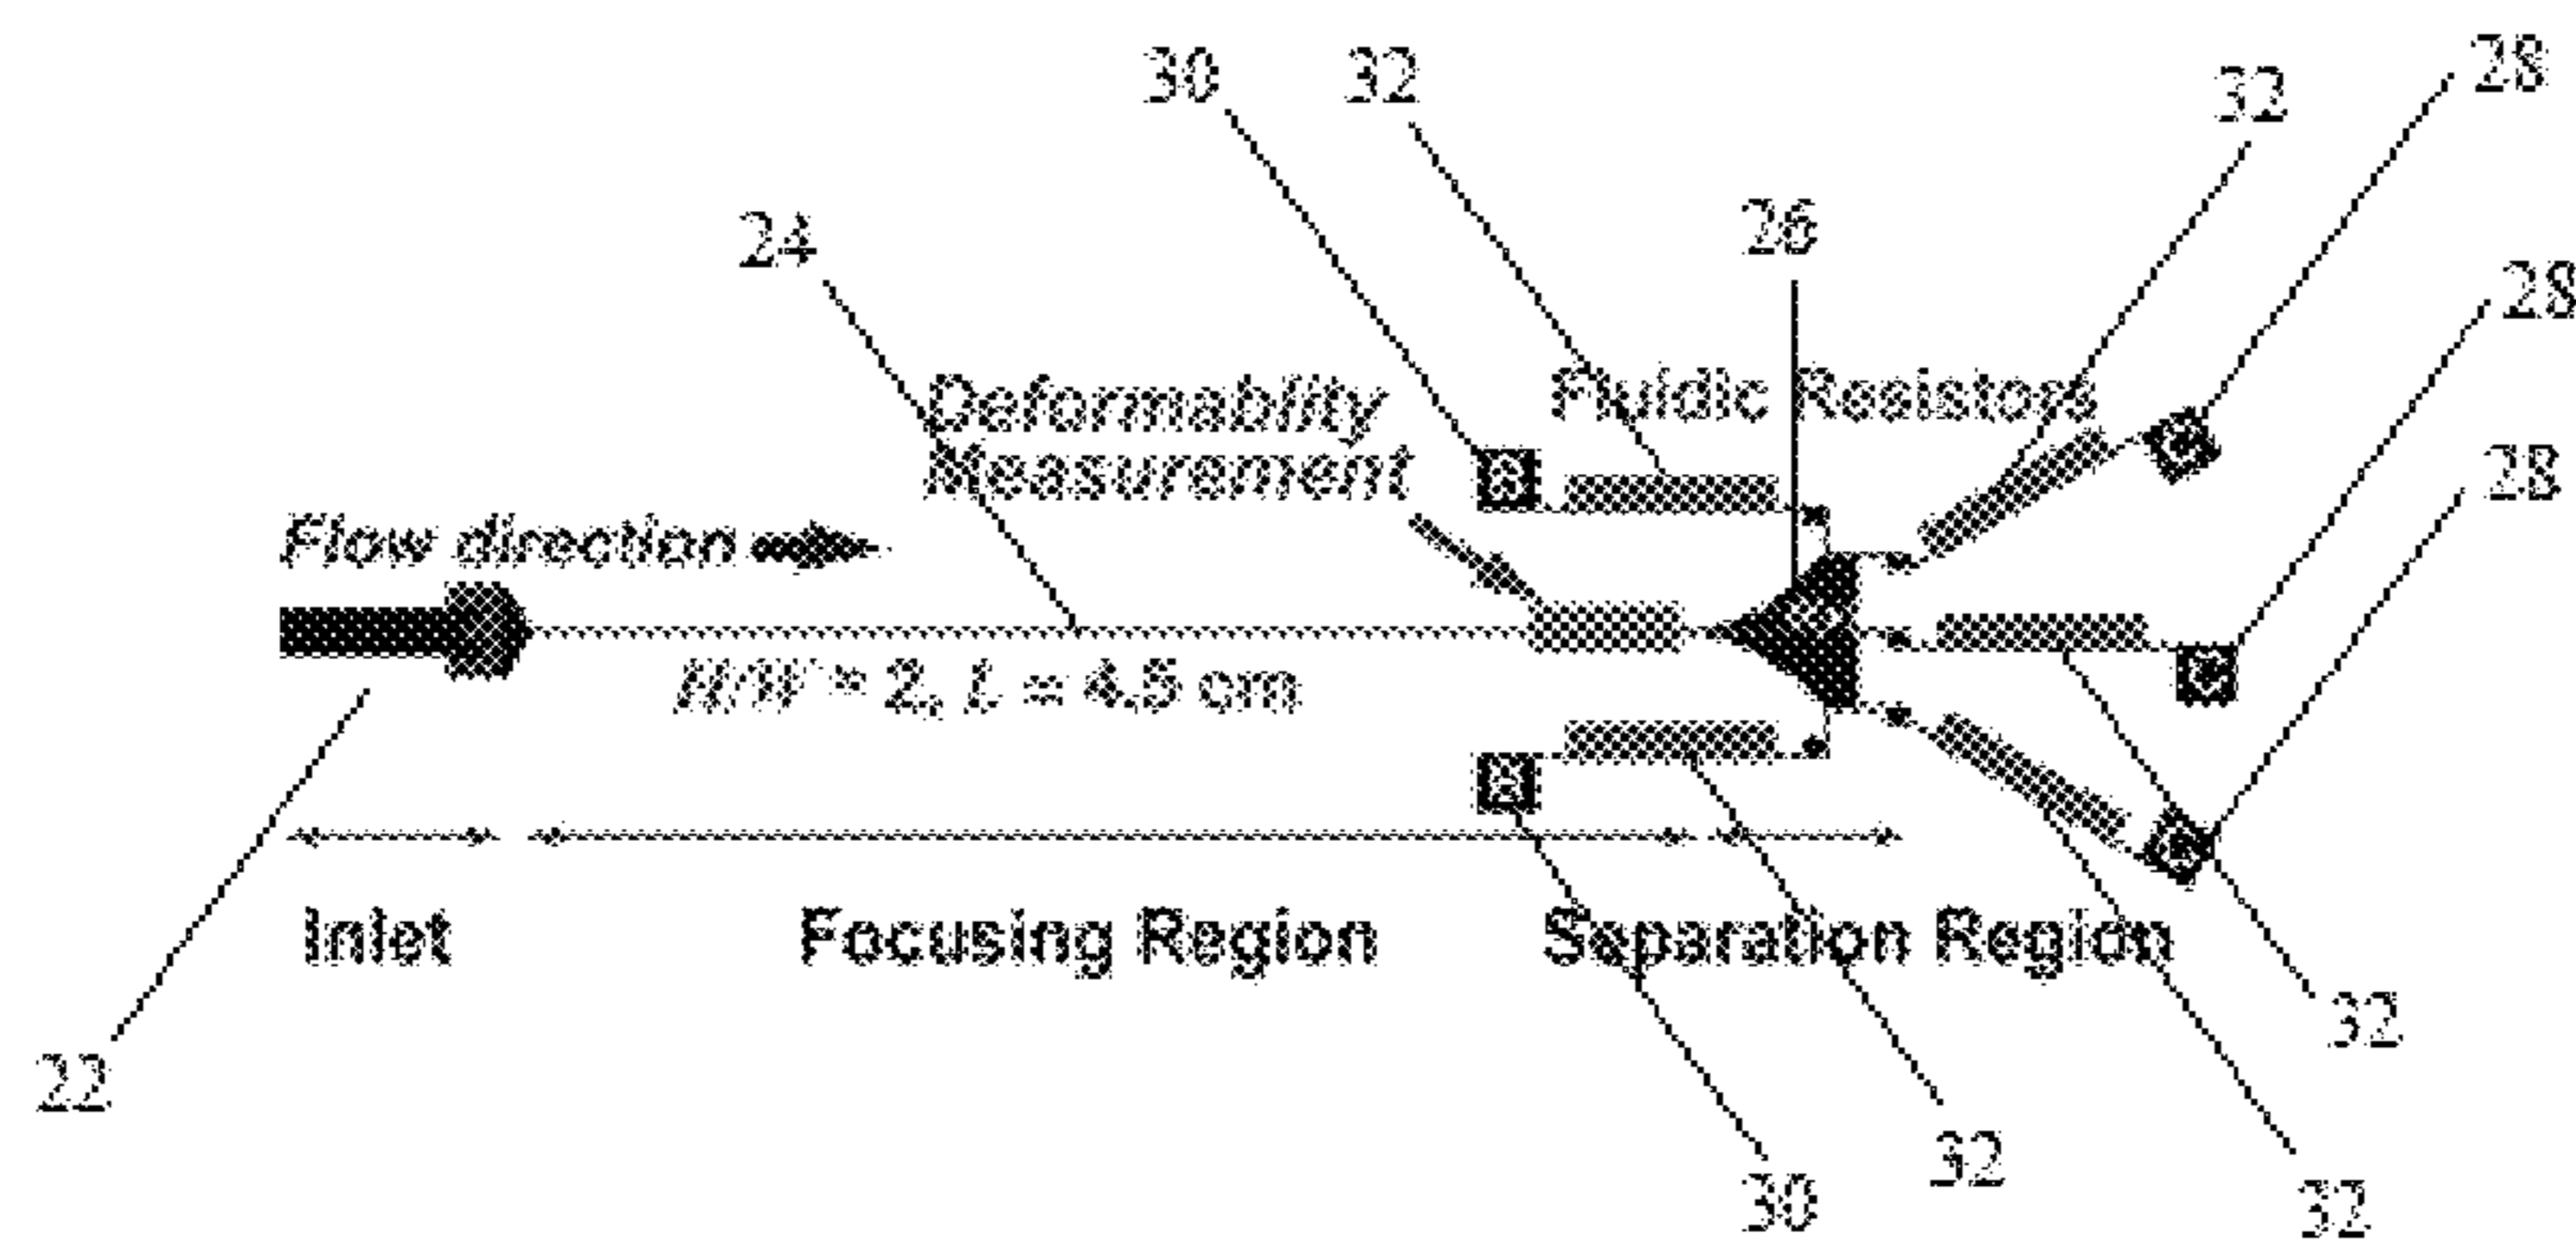 30
32
32
28
24
26
28
Deformablity
Measurement
Fluidic Resistors
28
Flow direction
H/W = 2, L = 4.5 cm
Inlet
Focusing Region
Separation Region
22
32
32
30
32